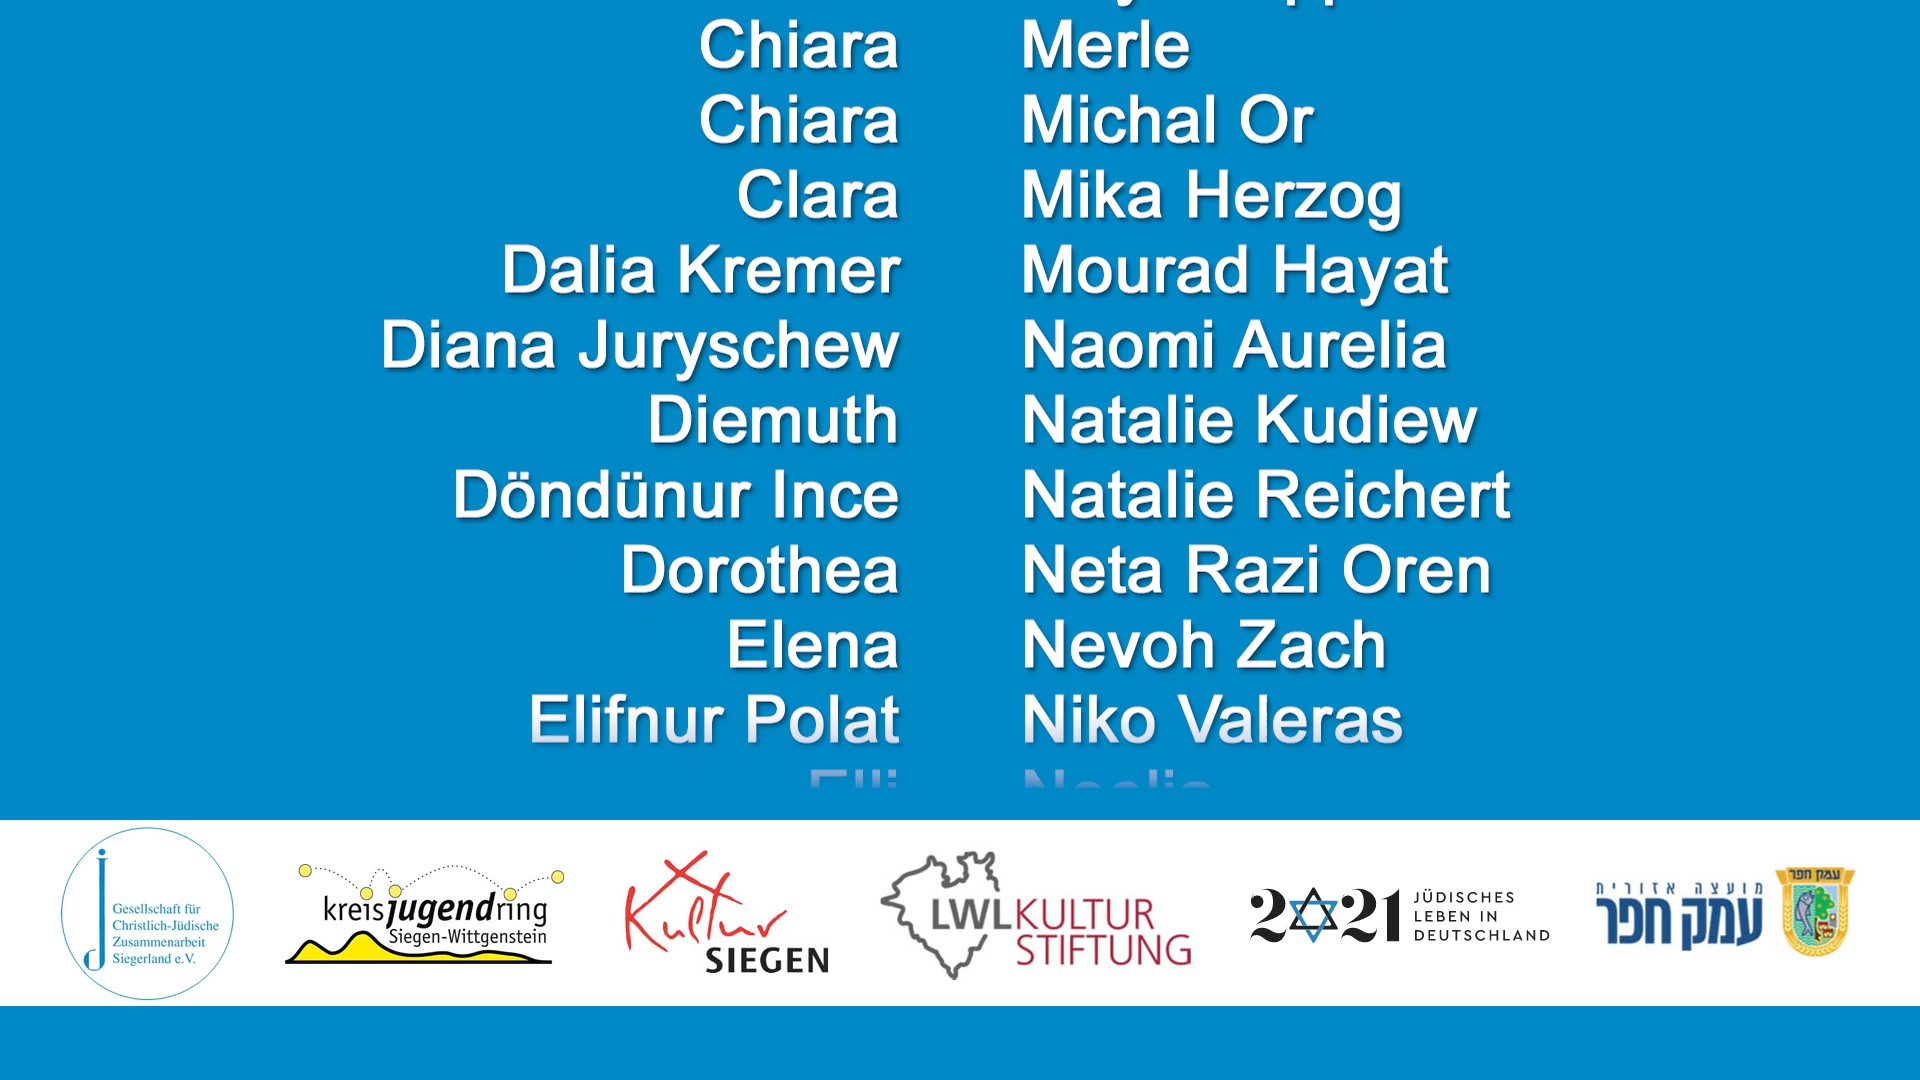 Chiara Merle
Chiara Michal Or
Clara Mika Herzog
Dalia Kremer Mourad Hayat
Diana Juryschew Naomi Aurelia
Diemuth Natalie Kudiew
Döndünur Ince Natalie Reichert
Dorothea Neta Razi Oren
Elena Nevoh Zach
Elifnur Polat Niko Valeras
Gesellschaft für
Christlich-Jüdische
Zusammenarbeit
Siegerland e.V.
kreisjugendring
Siegen-Wittgenstein
Kultur
SIEGEN
LWL KULTUR
STIFTUNG
2021
JÜDISCHES
LEBEN IN
DEUTSCHLAND
מועצה אזורית
עמק חפר
עמק חפר